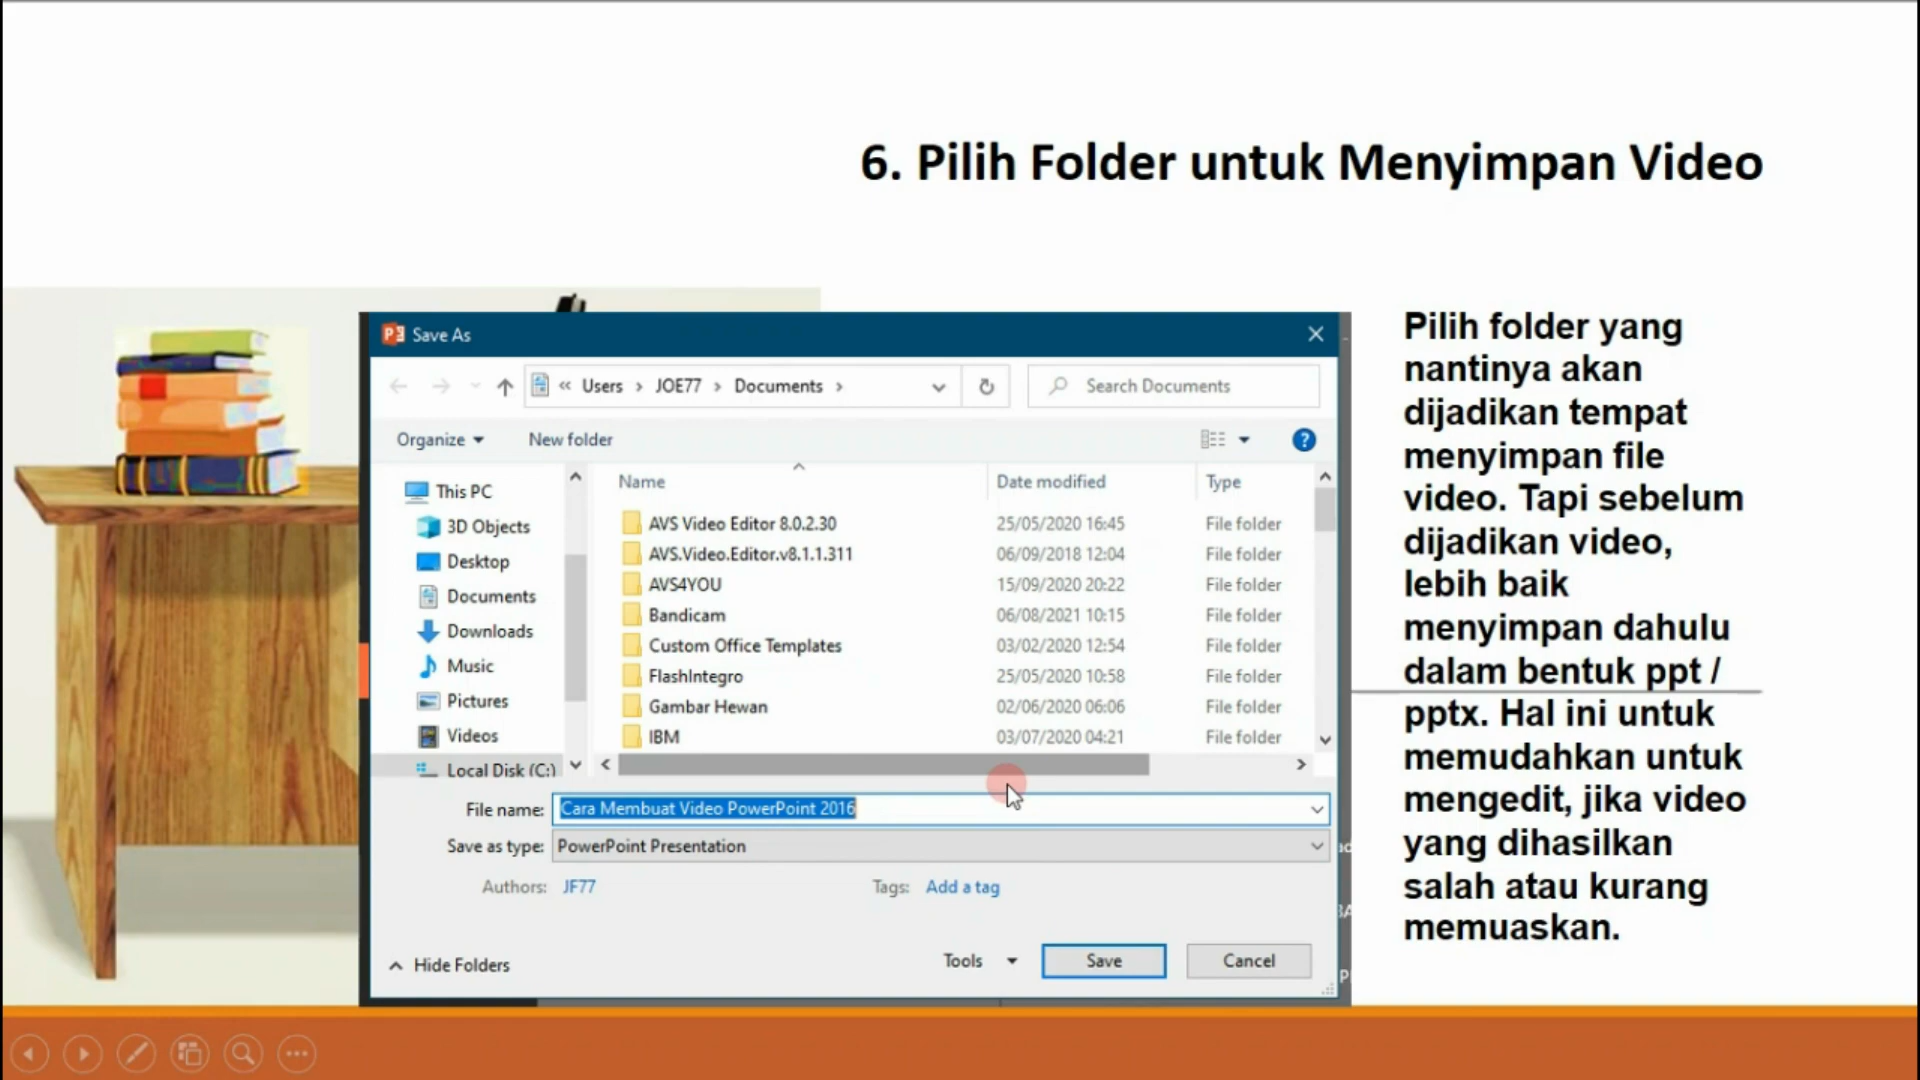 6. Pilih Folder untuk Menyimpan Video
Save As
Users > JOE77 > Documents >
Search Documents
Organize
New folder
Name Date modified Type
This PC
3D Objects
Desktop
Documents
Downloads
Music
Pictures
Videos
Local Disk (C:)
AVS Video Editor 8.0.2.30 25/05/2020 16:45 File folder
AVS.Video.Editor.v8.1.1.311 06/09/2018 12:04 File folder
AVS4YOU 15/09/2020 20:22 File folder
Bandicam 06/08/2021 10:15 File folder
Custom Office Templates 03/02/2020 12:54 File folder
FlashIntegro 25/05/2020 10:58 File folder
Gambar Hewan 02/06/2020 06:06 File folder
IBM 03/07/2020 04:21 File folder
File name: Cara Membuat Video PowerPoint 2016
Save as type: PowerPoint Presentation
Authors: JF77 Tags: Add a tag
Hide Folders
Tools
Save
Cancel
Pilih folder yang
nantinya akan
dijadikan tempat
menyimpan file
video. Tapi sebelum
dijadikan video,
lebih baik
menyimpan dahulu
dalam bentuk ppt /
pptx. Hal ini untuk
memudahkan untuk
mengedit, jika video
yang dihasilkan
salah atau kurang
memuaskan.